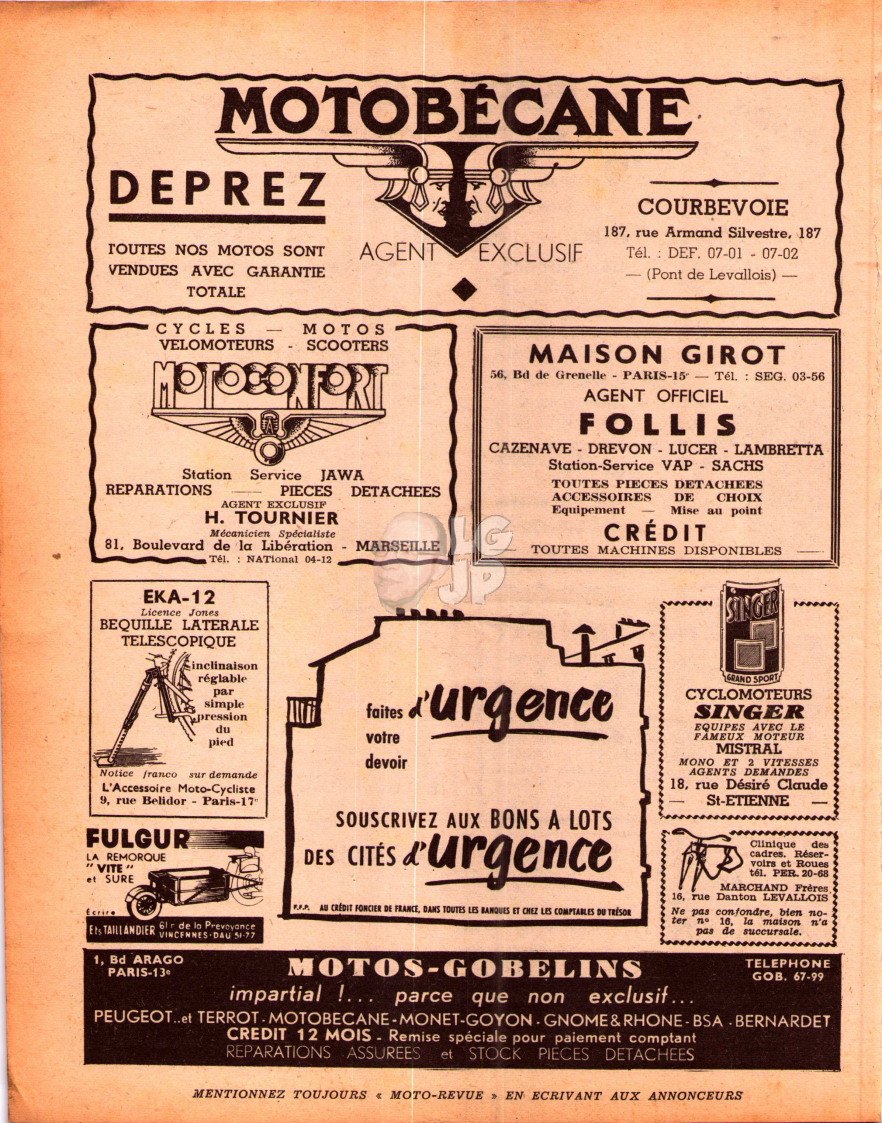 MOTOBÉCANE
DEPREZ
TOUTES NOS MOTOS SONT
VENDUES AVEC GARANTIE
TOTALE
AGENT EXCLUSIF
COURBEVOIE
187, rue Armand Silvestre, 187
Tél. : DEF. 07-01 - 07-02
— (Pont de Levallois) —
CYCLES — MOTOS
VELOMOTEURS - SCOOTERS
MOTOCONFORT
Station Service JAWA
REPARATIONS — PIECES DETACHEES
AGENT EXCLUSIF
H. TOURNIER
Mécanicien Spécialiste
81, Boulevard de la Libération - MARSEILLE
Tél. : NATional 04-12
MAISON GIROT
56, Bd de Grenelle - PARIS-15e — Tél. : SEG. 03-56
AGENT OFFICIEL
FOLLIS
CAZENAVE - DREVON - LUCER - LAMBRETTA
Station-Service VAP - SACHS
TOUTES PIECES DETACHEES
ACCESSOIRES DE CHOIX
Equipement — Mise au point
CRÉDIT
TOUTES MACHINES DISPONIBLES —
LG
JP
EKA-12
Licence Jones
BEQUILLE LATERALE
TELESCOPIQUE
inclinaison
réglable
par
simple
pression
du
pied
Notice franco sur demande
L'Accessoire Moto-Cycliste
9, rue Belidor - Paris-17e
faites d'urgence
votre
devoir
SOUSCRIVEZ AUX BONS A LOTS
DES CITÉS d'urgence
P.F.P. AU CRÉDIT FONCIER DE FRANCE, DANS TOUTES LES BANQUES ET CHEZ LES COMPTABLES DU TRÉSOR
SINGER
GRAND SPORT
CYCLOMOTEURS
SINGER
EQUIPES AVEC LE
FAMEUX MOTEUR
MISTRAL
MONO ET 2 VITESSES
AGENTS DEMANDES
18, rue Désiré Claude
— St-ETIENNE —
FULGUR
LA REMORQUE
"VITE"
et SURE
Écrire
Ets TAILLANDIER 61 r de la Prevoyance
VINCENNES-DAU 51-77
Clinique des
cadres. Réser-
voirs et Roues
tél. PER. 20-68
MARCHAND Frères
16, rue Danton LEVALLOIS
Ne pas confondre, bien no-
ter n° 16, la maison n'a
pas de succursale.
1, Bd ARAGO
PARIS-13e
MOTOS-GOBELINS
TELEPHONE
GOB. 67-99
impartial !... parce que non exclusif...
PEUGEOT..et TERROT - MOTOBECANE - MONET-GOYON - GNOME & RHONE - BSA - BERNARDET
CREDIT 12 MOIS - Remise spéciale pour paiement comptant
REPARATIONS ASSUREES et STOCK PIECES DETACHEES
MENTIONNEZ TOUJOURS « MOTO-REVUE » EN ECRIVANT AUX ANNONCEURS